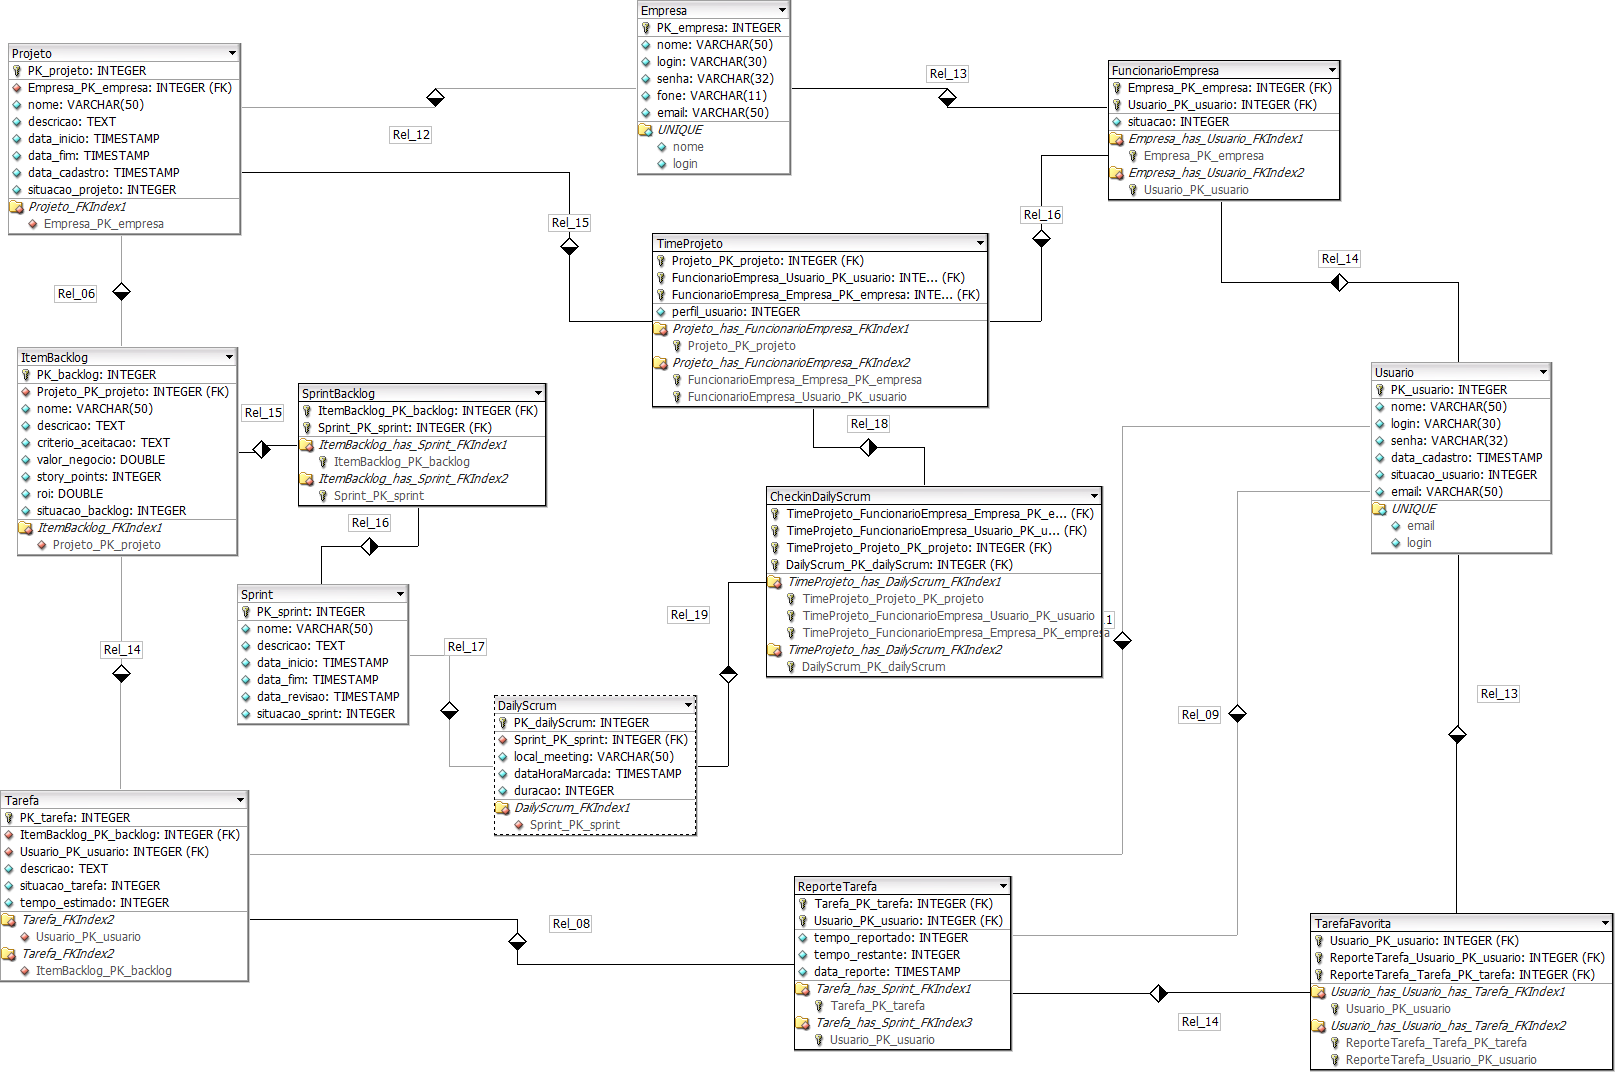 Empresa
PK_empresa: INTEGER
nome: VARCHAR(50)
login: VARCHAR(30)
senha: VARCHAR(32)
fone: VARCHAR(11)
email: VARCHAR(50)
UNIQUE
nome
login
Projeto
PK_projeto: INTEGER
Empresa_PK_empresa: INTEGER (FK)
nome: VARCHAR(50)
descricao: TEXT
data_inicio: TIMESTAMP
data_fim: TIMESTAMP
data_cadastro: TIMESTAMP
situacao_projeto: INTEGER
Projeto_FKIndex1
Empresa_PK_empresa
Rel_12
Rel_13
FuncionarioEmpresa
Empresa_PK_empresa: INTEGER (FK)
Usuario_PK_usuario: INTEGER (FK)
situacao: INTEGER
Empresa_has_Usuario_FKIndex1
Empresa_PK_empresa
Empresa_has_Usuario_FKIndex2
Usuario_PK_usuario
Rel_15
Rel_16
Rel_14
Rel_06
TimeProjeto
Projeto_PK_projeto: INTEGER (FK)
FuncionarioEmpresa_Usuario_PK_usuario: INTE... (FK)
FuncionarioEmpresa_Empresa_PK_empresa: INTE... (FK)
perfil_usuario: INTEGER
Projeto_has_FuncionarioEmpresa_FKIndex1
Projeto_PK_projeto
Projeto_has_FuncionarioEmpresa_FKIndex2
FuncionarioEmpresa_Empresa_PK_empresa
FuncionarioEmpresa_Usuario_PK_usuario
ItemBacklog
PK_backlog: INTEGER
Projeto_PK_projeto: INTEGER (FK)
nome: VARCHAR(50)
descricao: TEXT
criterio_aceitacao: TEXT
valor_negocio: DOUBLE
story_points: INTEGER
roi: DOUBLE
situacao_backlog: INTEGER
ItemBacklog_FKIndex1
Projeto_PK_projeto
Rel_15
SprintBacklog
ItemBacklog_PK_backlog: INTEGER (FK)
Sprint_PK_sprint: INTEGER (FK)
ItemBacklog_has_Sprint_FKIndex1
ItemBacklog_PK_backlog
ItemBacklog_has_Sprint_FKIndex2
Sprint_PK_sprint
Rel_18
Usuario
PK_usuario: INTEGER
nome: VARCHAR(50)
login: VARCHAR(30)
senha: VARCHAR(32)
data_cadastro: TIMESTAMP
situacao_usuario: INTEGER
email: VARCHAR(50)
UNIQUE
email
login
Rel_16
CheckinDailyScrum
TimeProjeto_FuncionarioEmpresa_Empresa_PK_e... (FK)
TimeProjeto_FuncionarioEmpresa_Usuario_PK_u... (FK)
TimeProjeto_Projeto_PK_projeto: INTEGER (FK)
DailyScrum_PK_dailyScrum: INTEGER (FK)
TimeProjeto_has_DailyScrum_FKIndex1
TimeProjeto_Projeto_PK_projeto
TimeProjeto_FuncionarioEmpresa_Usuario_PK_usuario
TimeProjeto_FuncionarioEmpresa_Empresa_PK_empresa
TimeProjeto_has_DailyScrum_FKIndex2
DailyScrum_PK_dailyScrum
1
Sprint
PK_sprint: INTEGER
nome: VARCHAR(50)
descricao: TEXT
data_inicio: TIMESTAMP
data_fim: TIMESTAMP
data_revisao: TIMESTAMP
situacao_sprint: INTEGER
Rel_19
Rel_17
Rel_14
Rel_13
Rel_09
DailyScrum
PK_dailyScrum: INTEGER
Sprint_PK_sprint: INTEGER (FK)
local_meeting: VARCHAR(50)
dataHoraMarcada: TIMESTAMP
duracao: INTEGER
DailyScrum_FKIndex1
Sprint_PK_sprint
Tarefa
PK_tarefa: INTEGER
ItemBacklog_PK_backlog: INTEGER (FK)
Usuario_PK_usuario: INTEGER (FK)
descricao: TEXT
situacao_tarefa: INTEGER
tempo_estimado: INTEGER
Tarefa_FKIndex2
Usuario_PK_usuario
Tarefa_FKIndex2
ItemBacklog_PK_backlog
Rel_08
ReporteTarefa
Tarefa_PK_tarefa: INTEGER (FK)
Usuario_PK_usuario: INTEGER (FK)
tempo_reportado: INTEGER
tempo_restante: INTEGER
data_reporte: TIMESTAMP
Tarefa_has_Sprint_FKIndex1
Tarefa_PK_tarefa
Tarefa_has_Sprint_FKIndex3
Usuario_PK_usuario
Rel_14
TarefaFavorita
Usuario_PK_usuario: INTEGER (FK)
ReporteTarefa_Usuario_PK_usuario: INTEGER (FK)
ReporteTarefa_Tarefa_PK_tarefa: INTEGER (FK)
Usuario_has_Usuario_has_Tarefa_FKIndex1
Usuario_PK_usuario
Usuario_has_Usuario_has_Tarefa_FKIndex2
ReporteTarefa_Tarefa_PK_tarefa
ReporteTarefa_Usuario_PK_usuario